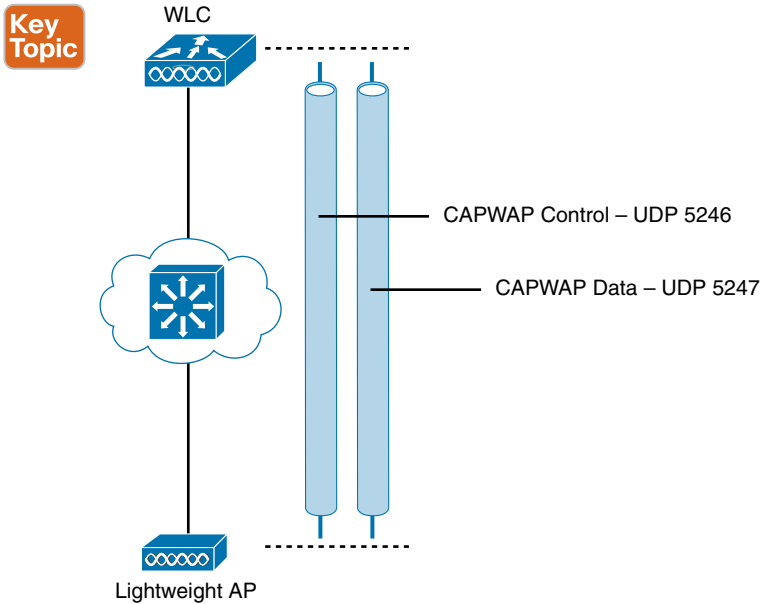 Key
Topic
WLC
CAPWAP Control – UDP 5246
CAPWAP Data – UDP 5247
Lightweight AP